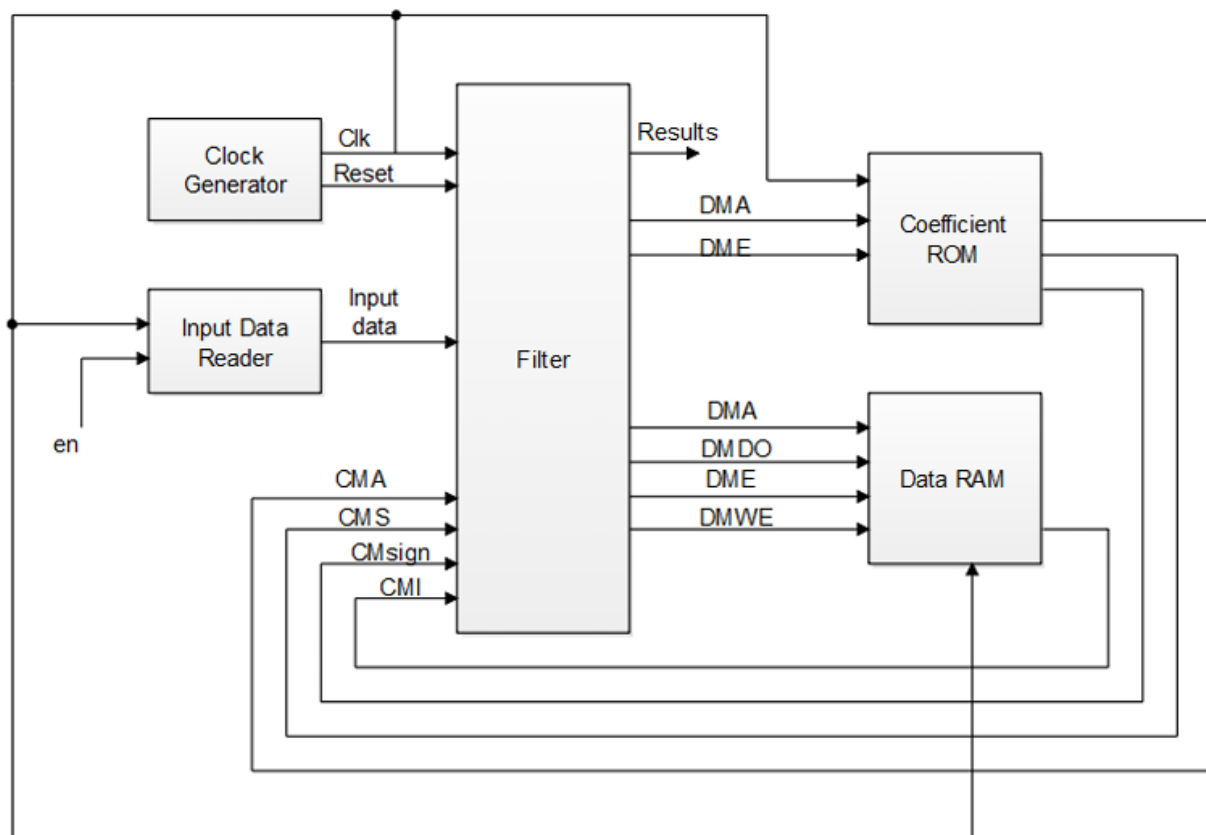 Clk
Results
Clock
Generator
Reset
DMA
Coefficient
ROM
DME
Input
data
Input Data
Reader
Filter
en
DMA
DMDO
DME
DMWE
Data RAM
CMA
CMS
CMsign
CMI